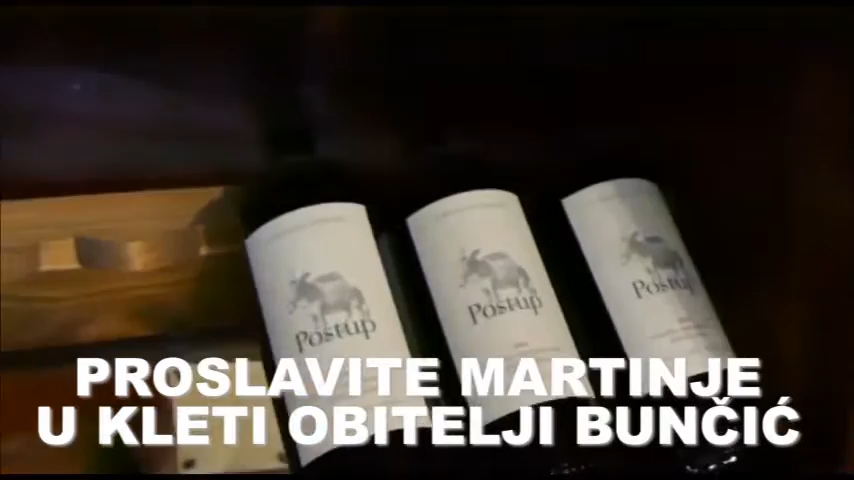 Postup
Postup
Postup
PROSLAVITE MARTINJE
U KLETI OBITELJI BUNČIĆ